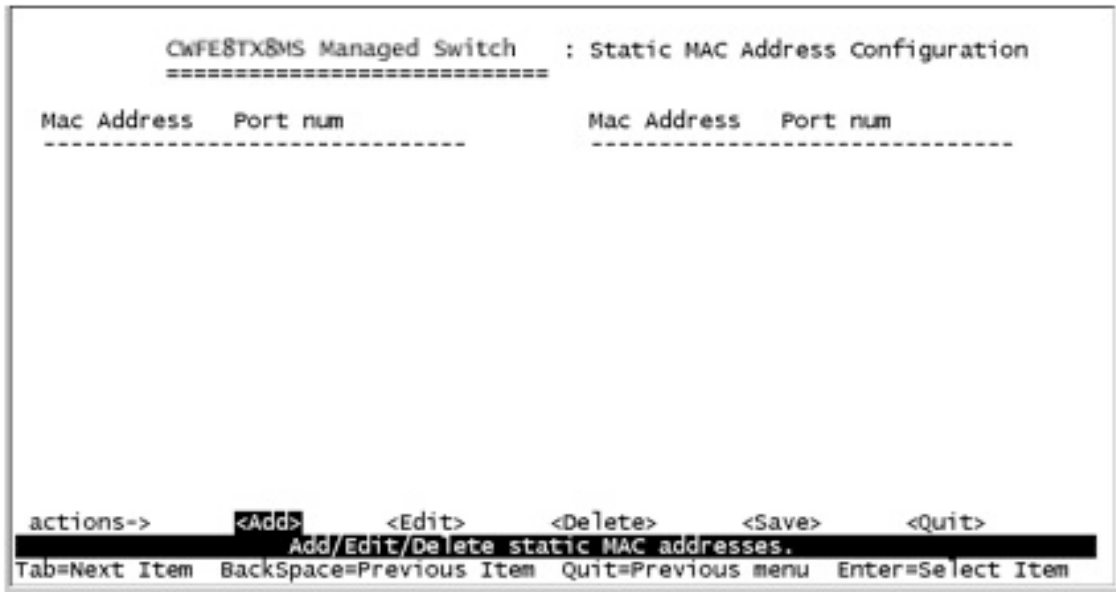 CWFE8TX8MS Managed Switch : Static MAC Address Configuration
============================
Mac Address Port num Mac Address Port num
------------------------------- -------------------------------
actions-> <Add> <Edit> <Delete> <Save> <Quit>
Add/Edit/Delete static MAC addresses.
Tab=Next Item BackSpace=Previous Item Quit=Previous menu Enter=Select Item